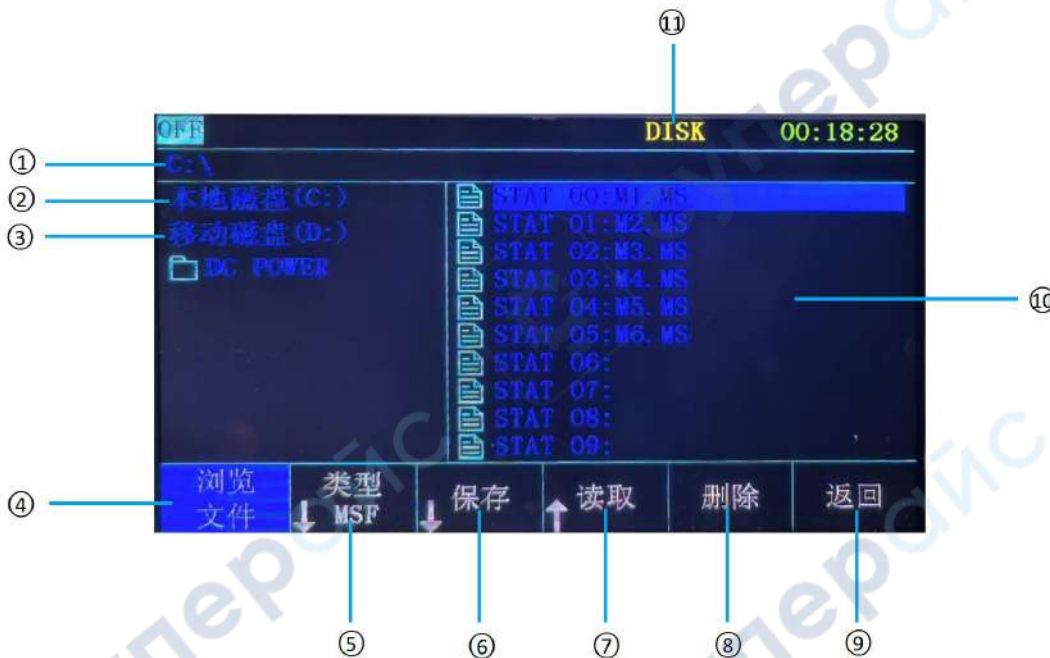 ⑪
OFF DISK 00:18:28
① C:\
② 本地磁盘(C:)
③ 移动磁盘(D:)
DC POWER
STAT 00:M1.MS
STAT 01:M2.MS
STAT 02:M3.MS
STAT 03:M4.MS
STAT 04:M5.MS
STAT 05:M6.MS
STAT 06:
STAT 07:
STAT 08:
STAT 09:
⑩
④ 浏览
文件
类型
MSF
保存
读取
删除
返回
⑤ ⑥ ⑦ ⑧ ⑨